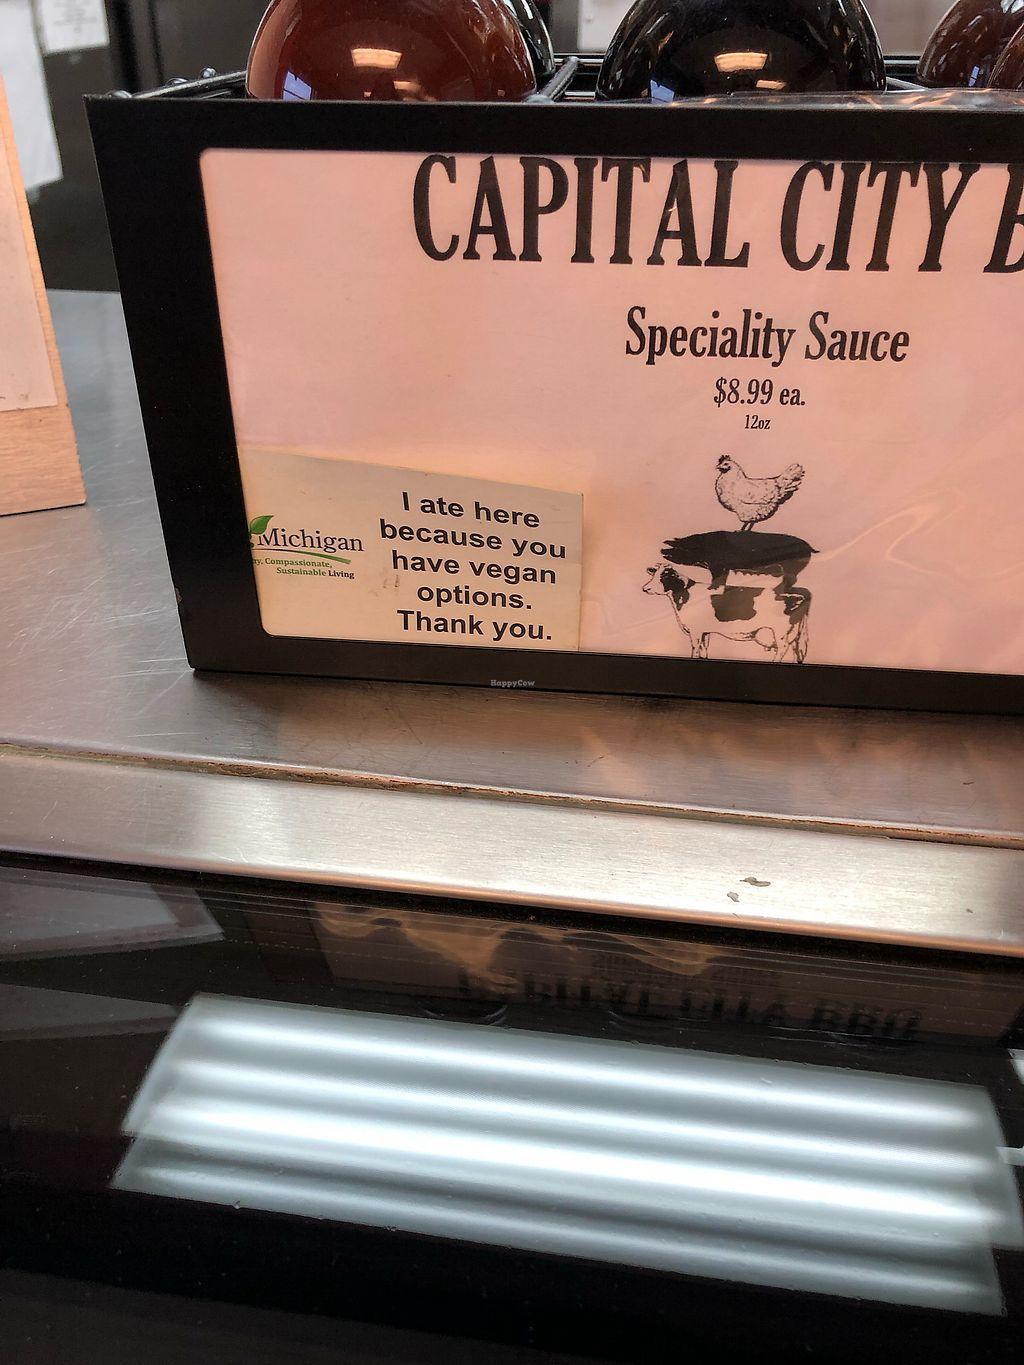 CAPITAL CITY B
Speciality Sauce
$8.99 ea.
12oz
I ate here
because you
have vegan
options.
Thank you.
Michigan
y, Compassionate,
Sustainable Living
HappyCow